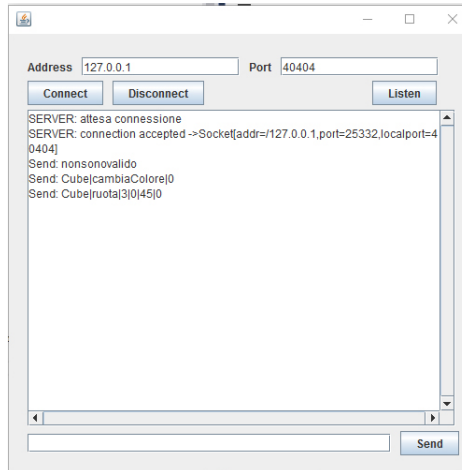 Address 127.0.0.1 Port 40404
Connect Disconnect Listen
SERVER: attesa connessione
SERVER: connection accepted ->Socket[addr=/127.0.0.1,port=25332,localport=4
0404]
Send: nonsonovalido
Send: Cube|cambiaColore|0
Send: Cube|ruota|3|0|45|0
Send